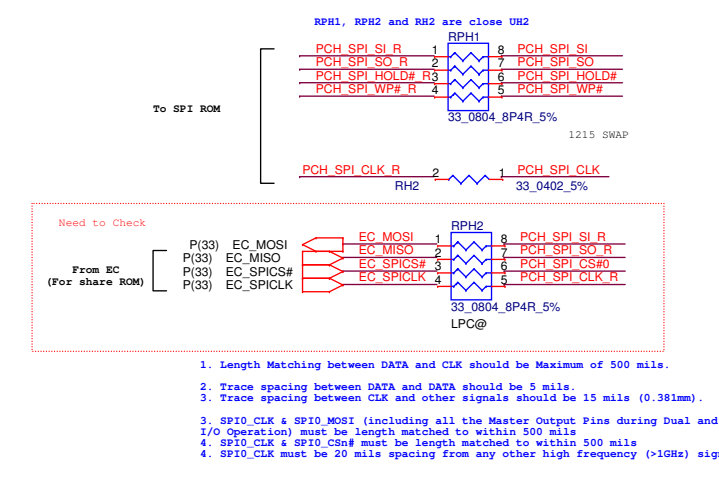 RPH1, RPH2 and RH2 are close UH2
RPH1
PCH_SPI_SI_R 1 8 PCH_SPI_SI
PCH_SPI_SO_R 2 7 PCH_SPI_SO
PCH_SPI_HOLD#_R 3 6 PCH_SPI_HOLD#
PCH_SPI_WP#_R 4 5 PCH_SPI_WP#
To SPI ROM
33_0804_8P4R_5%
1215 SWAP
PCH_SPI_CLK_R 2 1 PCH_SPI_CLK
RH2 33_0402_5%
Need to Check
RPH2
P(33) EC_MOSI EC_MOSI 1 8 PCH_SPI_SI_R
P(33) EC_MISO EC_MISO 2 7 PCH_SPI_SO_R
P(33) EC_SPICS# EC_SPICS# 3 6 PCH_SPI_CS#0
P(33) EC_SPICLK EC_SPICLK 4 5 PCH_SPI_CLK_R
From EC
(For share ROM)
33_0804_8P4R_5%
LPC@
1. Length Matching between DATA and CLK should be Maximum of 500 mils.
2. Trace spacing between DATA and DATA should be 5 mils.
3. Trace spacing between CLK and other signals should be 15 mils (0.381mm).
3. SPI0_CLK & SPI0_MOSI (including all the Master Output Pins during Dual and
I/O Operation) must be length matched to within 500 mils
4. SPI0_CLK & SPI0_CSn# must be length matched to within 500 mils
4. SPI0_CLK must be 20 mils spacing from any other high frequency (>1GHz) sig